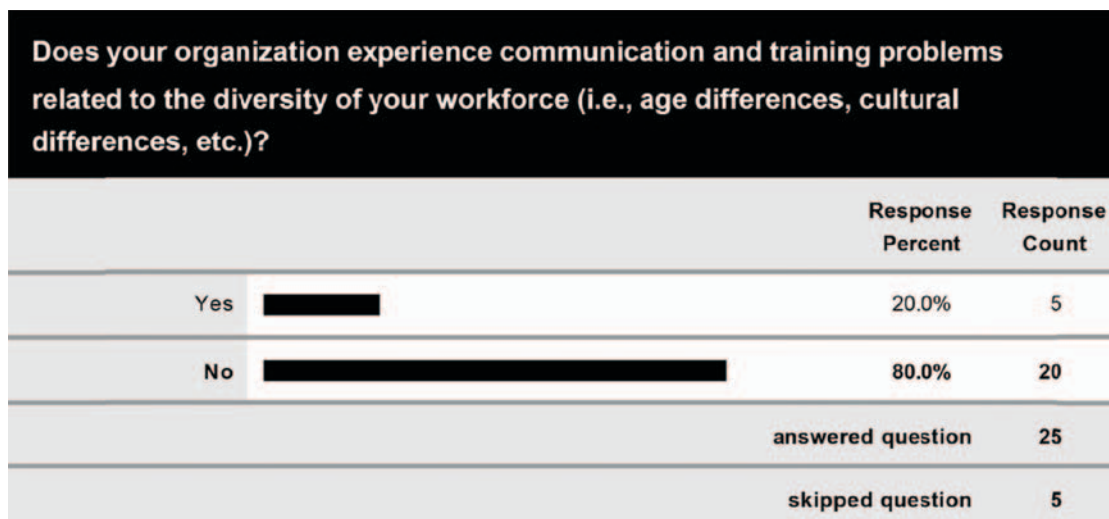 Does your organization experience communication and training problems
related to the diversity of your workforce (i.e., age differences, cultural
differences, etc.)?
Response Percent Response Count
Yes 20.0% 5
No 80.0% 20
answered question 25
skipped question 5